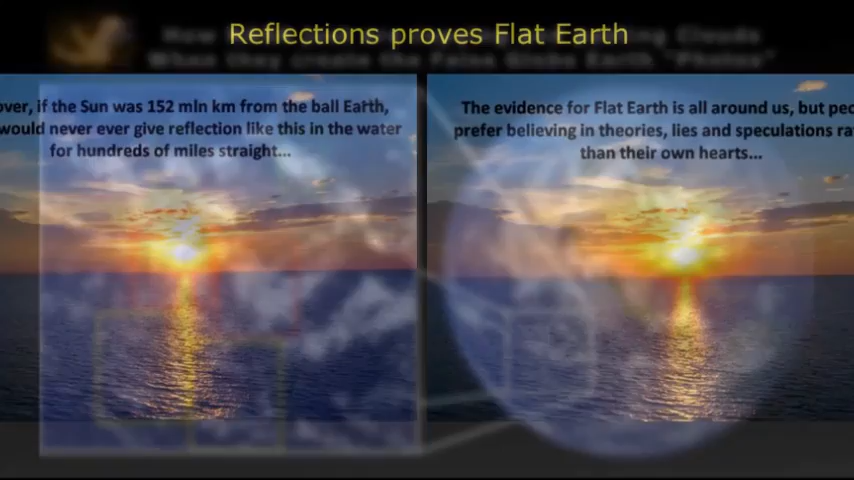 Reflections proves Flat Earth
over, if the Sun was 152 mln km from the ball Earth,
would never ever give reflection like this in the water
for hundreds of miles straight...
The evidence for Flat Earth is all around us, but peo
prefer believing in theories, lies and speculations ra
than their own hearts...